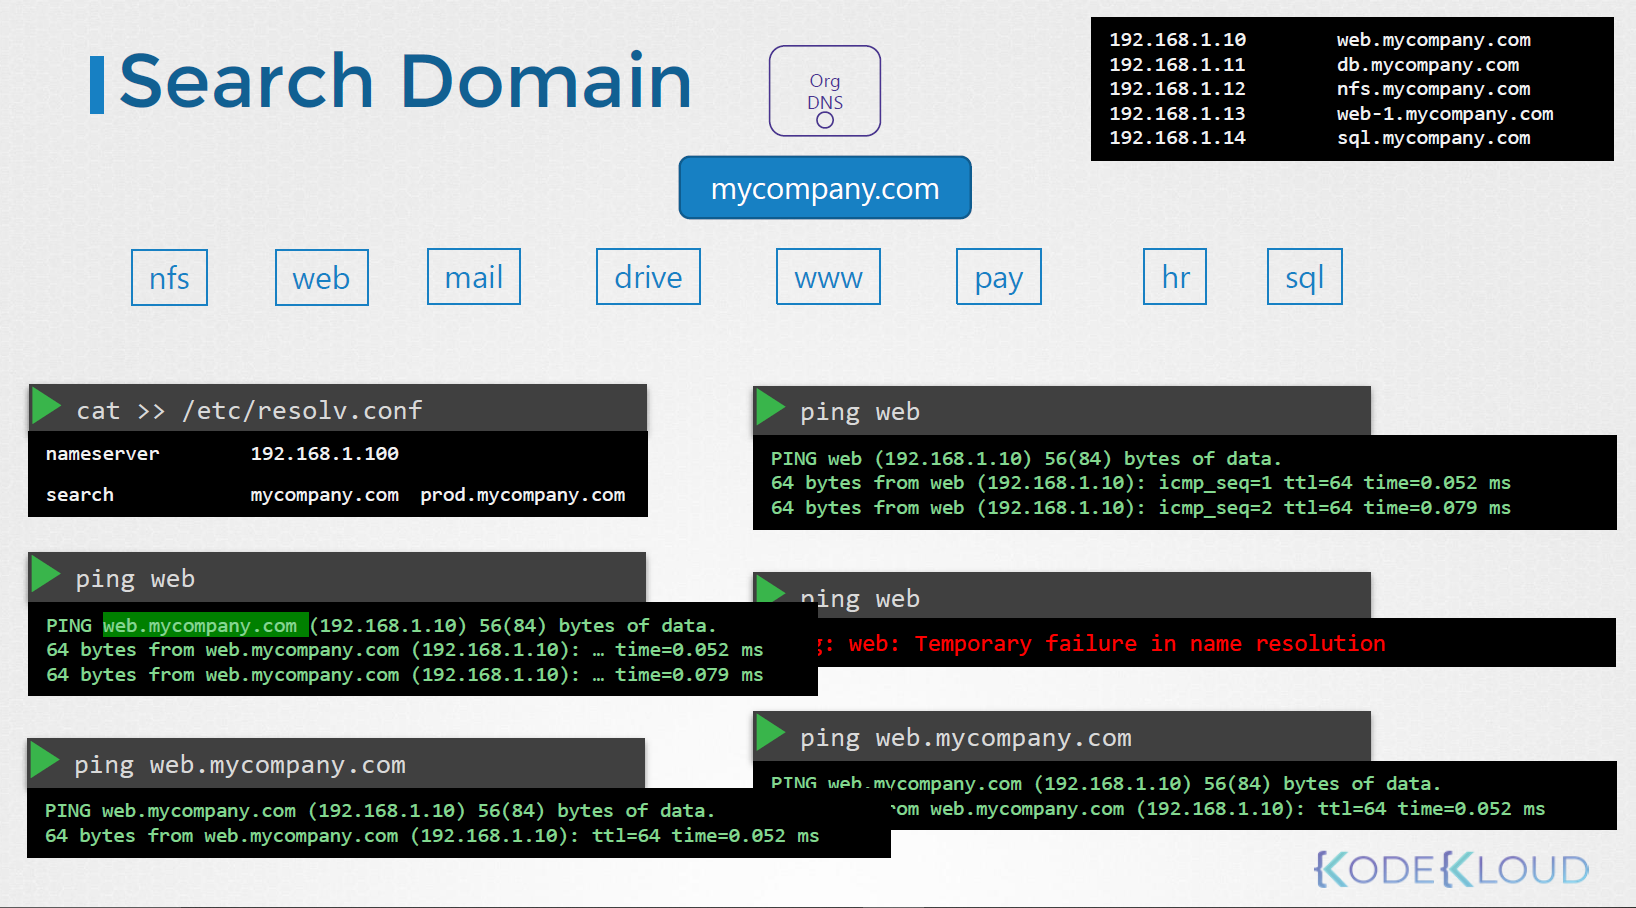 Search Domain
Org
DNS
192.168.1.10 web.mycompany.com
192.168.1.11 db.mycompany.com
192.168.1.12 nfs.mycompany.com
192.168.1.13 web-1.mycompany.com
192.168.1.14 sql.mycompany.com
mycompany.com
nfs web mail drive www pay hr sql
cat >> /etc/resolv.conf
nameserver 192.168.1.100
search mycompany.com prod.mycompany.com
ping web
PING web (192.168.1.10) 56(84) bytes of data.
64 bytes from web (192.168.1.10): icmp_seq=1 ttl=64 time=0.052 ms
64 bytes from web (192.168.1.10): icmp_seq=2 ttl=64 time=0.079 ms
ping web
PING web.mycompany.com (192.168.1.10) 56(84) bytes of data.
64 bytes from web.mycompany.com (192.168.1.10): … time=0.052 ms
64 bytes from web.mycompany.com (192.168.1.10): … time=0.079 ms
ping web
g: web: Temporary failure in name resolution
ping web.mycompany.com
PING web.mycompany.com (192.168.1.10) 56(84) bytes of data.
64 bytes from web.mycompany.com (192.168.1.10): ttl=64 time=0.052 ms
ping web.mycompany.com
PING web.mycompany.com (192.168.1.10) 56(84) bytes of data.
rom web.mycompany.com (192.168.1.10): ttl=64 time=0.052 ms
KODEKLOUD